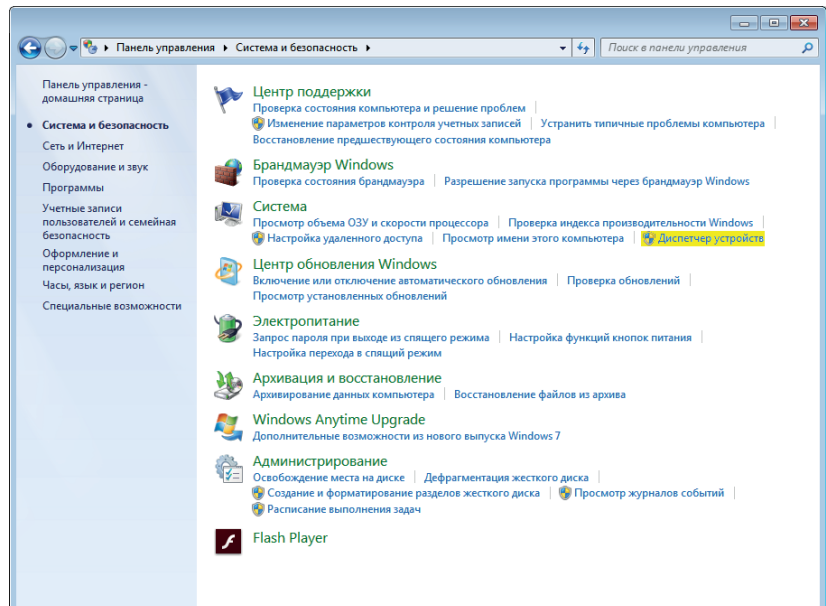 Панель управления ▸ Система и безопасность ▸
Поиск в панели управления
Панель управления -
домашняя страница
Система и безопасность
Сеть и Интернет
Оборудование и звук
Программы
Учетные записи
пользователей и семейная
безопасность
Оформление и
персонализация
Часы, язык и регион
Специальные возможности
Центр поддержки
Проверка состояния компьютера и решение проблем
Изменение параметров контроля учетных записей Устранить типичные проблемы компьютера
Восстановление предшествующего состояния компьютера
Брандмауэр Windows
Проверка состояния брандмауэра Разрешение запуска программы через брандмауэр Windows
Система
Просмотр объема ОЗУ и скорости процессора Проверка индекса производительности Windows
Настройка удаленного доступа Просмотр имени этого компьютера Диспетчер устройств
Центр обновления Windows
Включение или отключение автоматического обновления Проверка обновлений
Просмотр установленных обновлений
Электропитание
Запрос пароля при выходе из спящего режима Настройка функций кнопок питания
Настройка перехода в спящий режим
Архивация и восстановление
Архивирование данных компьютера Восстановление файлов из архива
Windows Anytime Upgrade
Дополнительные возможности из нового выпуска Windows 7
Администрирование
Освобождение места на диске Дефрагментация жесткого диска
Создание и форматирование разделов жесткого диска Просмотр журналов событий
Расписание выполнения задач
Flash Player